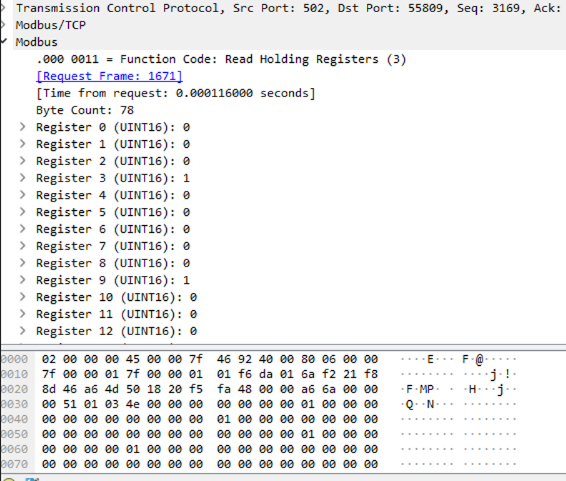 Transmission Control Protocol, Src Port: 502, Dst Port: 55809, Seq: 3169, Ack:
Modbus/TCP
Modbus
.000 0011 = Function Code: Read Holding Registers (3)
[Request Frame: 1671]
[Time from request: 0.000116000 seconds]
Byte Count: 78
Register 0 (UINT16): 0
Register 1 (UINT16): 0
Register 2 (UINT16): 0
Register 3 (UINT16): 1
Register 4 (UINT16): 0
Register 5 (UINT16): 0
Register 6 (UINT16): 0
Register 7 (UINT16): 0
Register 8 (UINT16): 0
Register 9 (UINT16): 1
Register 10 (UINT16): 0
Register 11 (UINT16): 0
Register 12 (UINT16): 0
0000 02 00 00 00 45 00 00 7f 46 92 40 00 80 06 00 00 ····E··· F·@·····
0010 7f 00 00 01 7f 00 00 01 01 f6 da 01 6a f2 21 f8 ········ ····j·!·
0020 8d 46 a6 4d 50 18 20 f5 fa 48 00 00 a6 6a 00 00 ·F·MP· · ·H···j··
0030 00 51 01 03 4e 00 00 00 00 00 00 00 01 00 00 00 ·Q··N··· ········
0040 00 00 00 00 00 00 00 00 01 00 00 00 00 00 00 00 ········ ········
0050 00 00 00 00 00 00 00 00 00 00 00 00 01 00 00 00 ········ ········
0060 00 00 00 00 01 00 00 00 00 00 00 00 00 00 00 00 ········ ········
0070 00 00 00 00 00 00 00 00 00 00 00 00 00 00 00 00 ········ ········